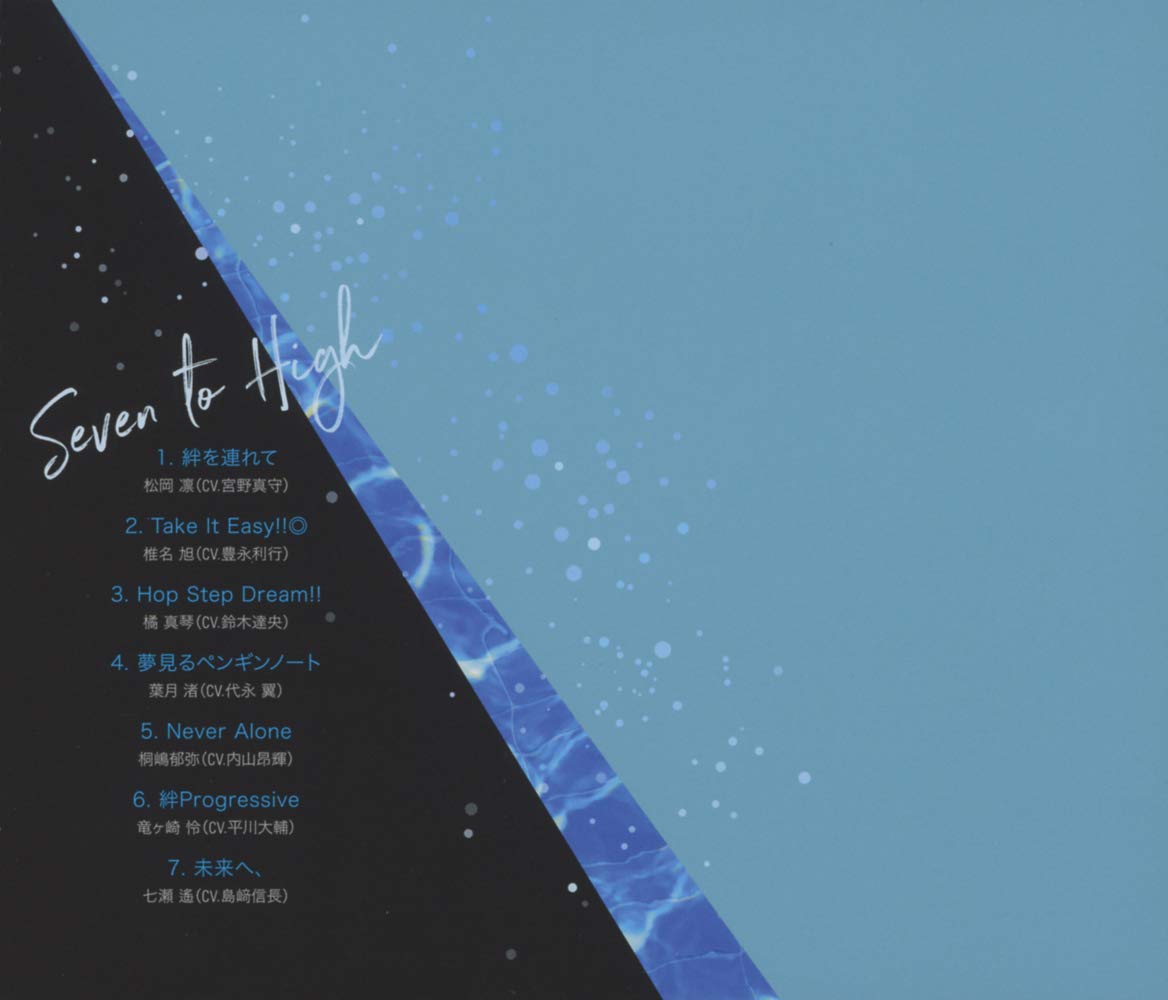 Seven to High
1. 絆を連れて
松岡 凛(CV.宮野真守)
2. Take It Easy!!◎
椎名 旭(CV.豊永利行)
3. Hop Step Dream!!
橘 真琴(CV.鈴木達央)
4. 夢見るペンギンノート
葉月 渚(CV.代永 翼)
5. Never Alone
桐嶋郁弥(CV.内山昂輝)
6. 絆Progressive
竜ヶ崎 怜(CV.平川大輔)
7. 未来へ、
七瀬 遙(CV.島﨑信長)